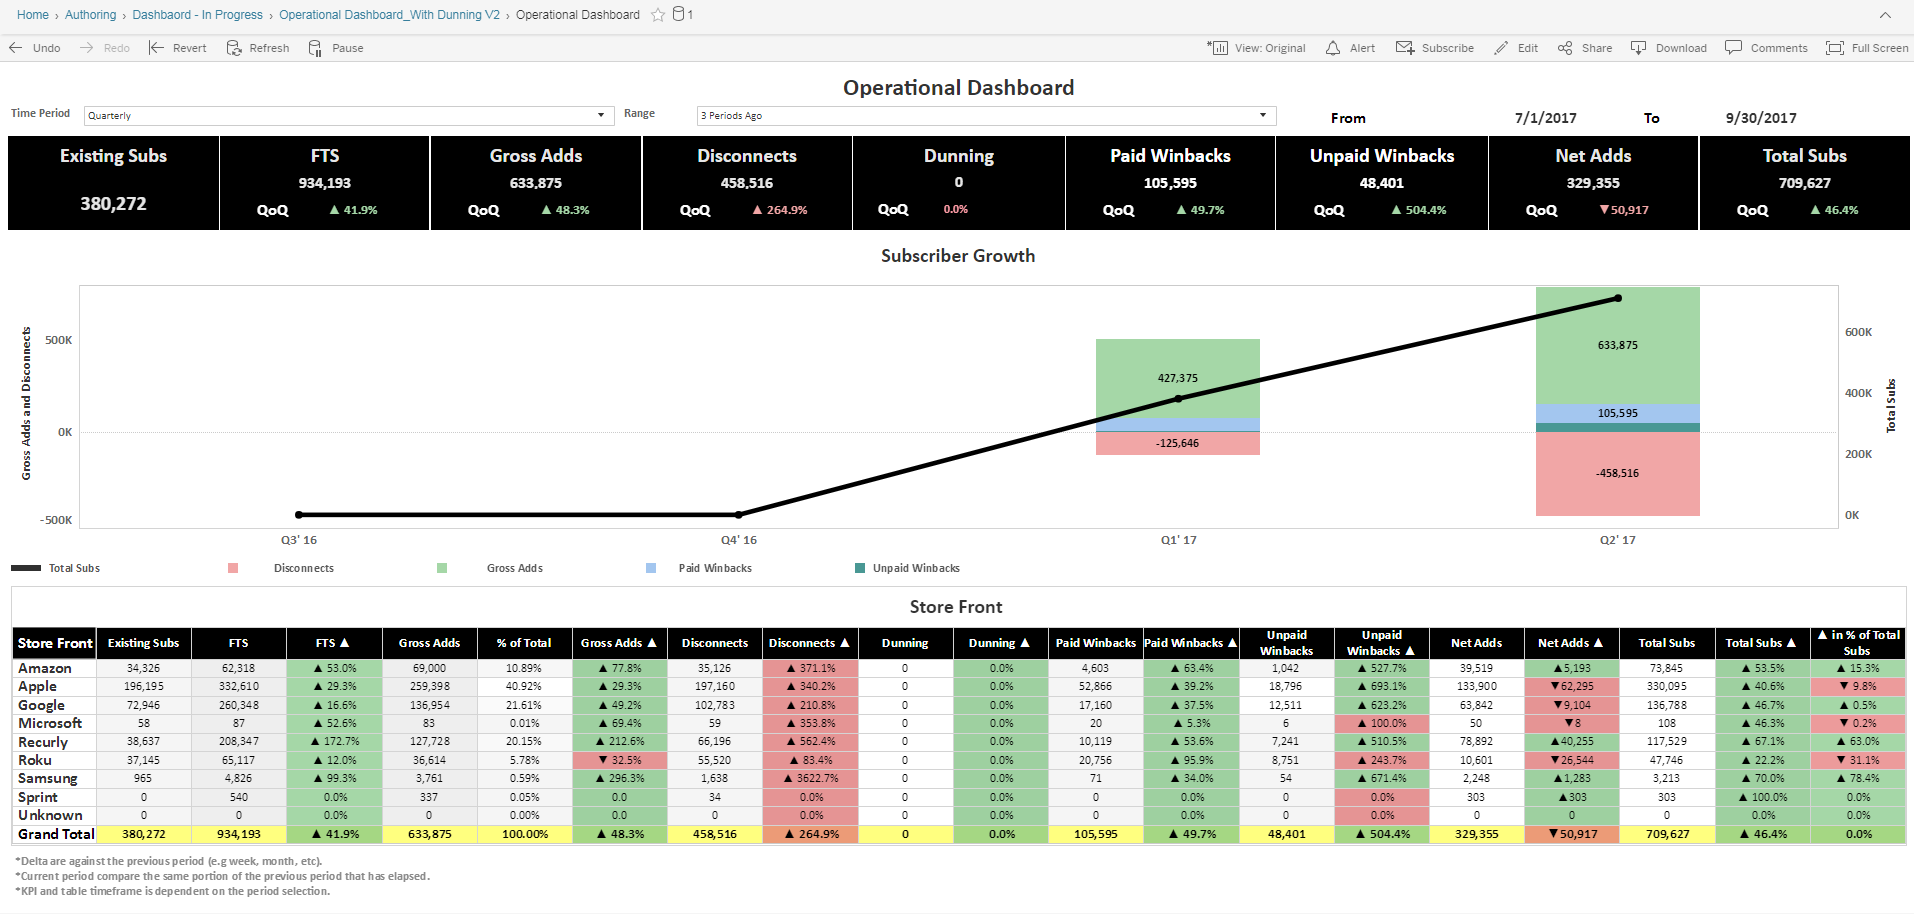 Home › Authoring › Dashbaord - In Progress › Operational Dashboard_With Dunning V2 › Operational Dashboard 1
Undo Redo Revert Refresh Pause View: Original Alert Subscribe Edit Share Download Comments Full Screen
Operational Dashboard
Time Period Quarterly Range 3 Periods Ago From 7/1/2017 To 9/30/2017
Existing Subs FTS Gross Adds Disconnects Dunning Paid Winbacks Unpaid Winbacks Net Adds Total Subs
380,272 934,193 633,875 458,516 0 105,595 48,401 329,355 709,627
QoQ ▲ 41.9% QoQ ▲ 48.3% QoQ ▲ 264.9% QoQ 0.0% QoQ ▲ 49.7% QoQ ▲ 504.4% QoQ ▼50,917 QoQ ▲ 46.4%
Subscriber Growth
Gross Adds and Disconnects
500K
0K
-500K
427,375
-125,646
633,875
105,595
-458,516
600K
400K
200K
0K
Total Subs
Q3' 16 Q4' 16 Q1' 17 Q2' 17
Total Subs Disconnects Gross Adds Paid Winbacks Unpaid Winbacks
Store Front
Store Front Existing Subs FTS FTS ▲ Gross Adds % of Total Gross Adds ▲ Disconnects Disconnects ▲ Dunning Dunning ▲ Paid Winbacks Paid Winbacks ▲ Unpaid Winbacks Unpaid Winbacks ▲ Net Adds Net Adds ▲ Total Subs Total Subs ▲ ▲ in % of Total Subs
Amazon 34,326 62,318 ▲ 53.0% 69,000 10.89% ▲ 77.8% 35,126 ▲ 371.1% 0 0.0% 4,603 ▲ 63.4% 1,042 ▲ 527.7% 39,519 ▲5,193 73,845 ▲ 53.5% ▲ 15.3%
Apple 196,195 332,610 ▲ 29.3% 259,398 40.92% ▲ 29.3% 197,160 ▲ 340.2% 0 0.0% 52,866 ▲ 39.2% 18,796 ▲ 693.1% 133,900 ▼62,295 330,095 ▲ 40.6% ▼ 9.8%
Google 72,946 260,348 ▲ 16.6% 136,954 21.61% ▲ 49.2% 102,783 ▲ 210.8% 0 0.0% 17,160 ▲ 37.5% 12,511 ▲ 623.2% 63,842 ▼9,104 136,788 ▲ 46.7% ▲ 0.5%
Microsoft 58 87 ▲ 52.6% 83 0.01% ▲ 69.4% 59 ▲ 353.8% 0 0.0% 20 ▲ 5.3% 6 ▲ 100.0% 50 ▼8 108 ▲ 46.3% ▼ 0.2%
Recurly 38,637 208,347 ▲ 172.7% 127,728 20.15% ▲ 212.6% 66,196 ▲ 562.4% 0 0.0% 10,119 ▲ 53.6% 7,241 ▲ 510.5% 78,892 ▲40,255 117,529 ▲ 67.1% ▲ 63.0%
Roku 37,145 65,117 ▲ 12.0% 36,614 5.78% ▼ 32.5% 55,520 ▲ 83.4% 0 0.0% 20,756 ▲ 95.9% 8,751 ▲ 243.7% 10,601 ▼26,544 47,746 ▲ 22.2% ▼ 31.1%
Samsung 965 4,826 ▲ 99.3% 3,761 0.59% ▲ 296.3% 1,638 ▲ 3622.7% 0 0.0% 71 ▲ 34.0% 54 ▲ 671.4% 2,248 ▲1,283 3,213 ▲ 70.0% ▲ 78.4%
Sprint 0 540 0.0% 337 0.05% 0.0 34 0.0% 0 0.0% 0 0.0% 0 0.0% 303 ▲303 303 ▲ 100.0% 0.0%
Unknown 0 0 0.0% 0 0.00% 0.0 0 0.0% 0 0.0% 0 0.0% 0 0.0% 0 0 0 0.0% 0.0%
Grand Total 380,272 934,193 ▲ 41.9% 633,875 100.00% ▲ 48.3% 458,516 ▲ 264.9% 0 0.0% 105,595 ▲ 49.7% 48,401 ▲ 504.4% 329,355 ▼50,917 709,627 ▲ 46.4% 0.0%
*Delta are against the previous period (e.g week, month, etc).
*Current period compare the same portion of the previous period that has elapsed.
*KPI and table timeframe is dependent on the period selection.